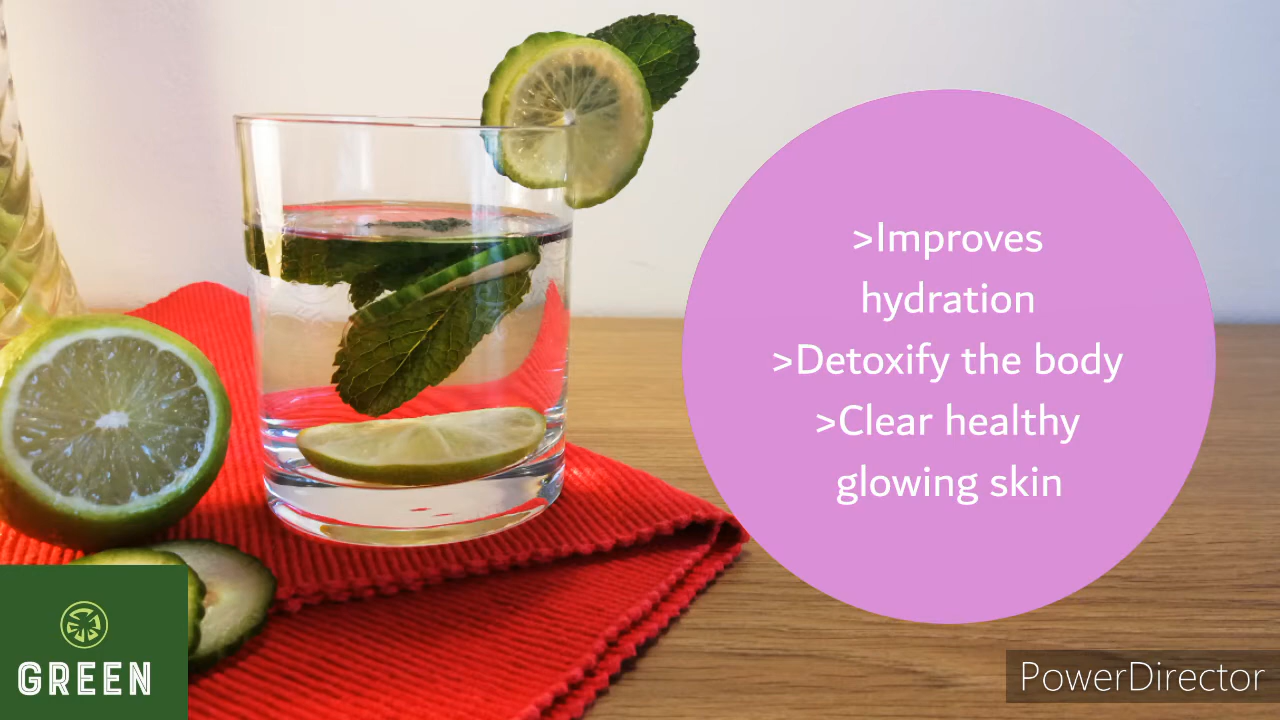 >Improves
hydration
>Detoxify the body
>Clear healthy
glowing skin
GREEN
PowerDirector